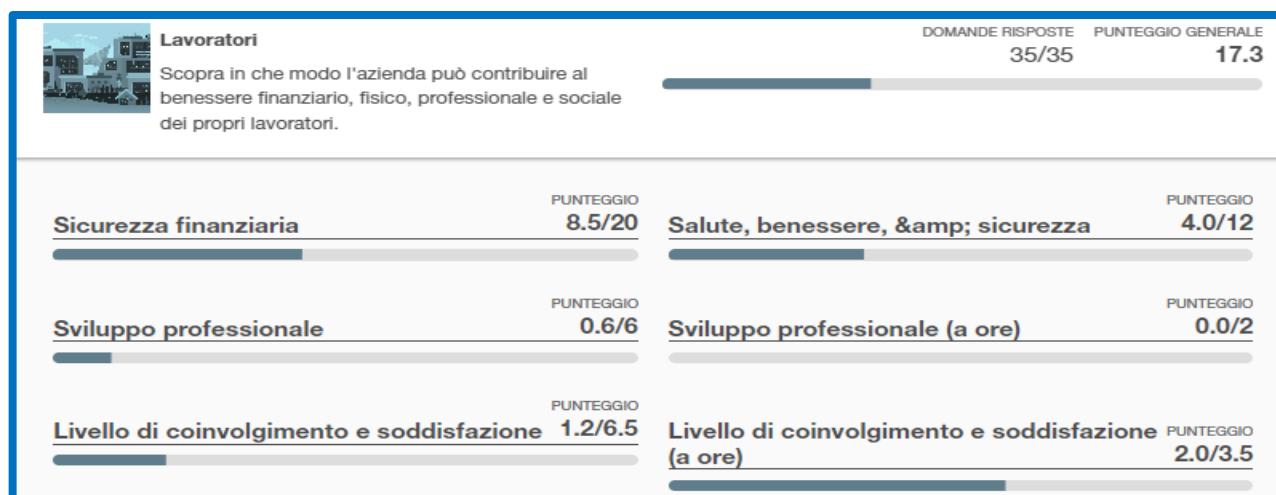 Lavoratori
Scopra in che modo l'azienda può contribuire al
benessere finanziario, fisico, professionale e sociale
dei propri lavoratori.
DOMANDE RISPOSTE
35/35
PUNTEGGIO GENERALE
17.3
Sicurezza finanziaria
PUNTEGGIO
8.5/20
Salute, benessere, &amp; sicurezza
PUNTEGGIO
4.0/12
Sviluppo professionale
PUNTEGGIO
0.6/6
Sviluppo professionale (a ore)
PUNTEGGIO
0.0/2
Livello di coinvolgimento e soddisfazione
PUNTEGGIO
1.2/6.5
Livello di coinvolgimento e soddisfazione
(a ore)
PUNTEGGIO
2.0/3.5